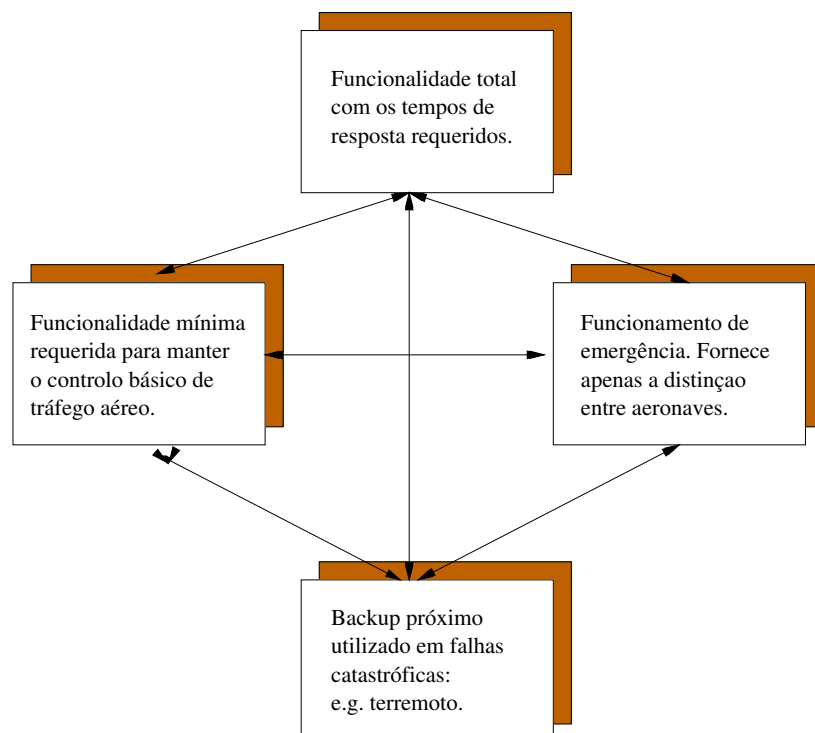 Funcionalidade total
com os tempos de
resposta requeridos.
Funcionalidade mínima
requerida para manter
o controlo básico de
tráfego aéreo.
Funcionamento de
emergência. Fornece
apenas a distinçao
entre aeronaves.
Backup próximo
utilizado em falhas
catastróficas:
e.g. terremoto.